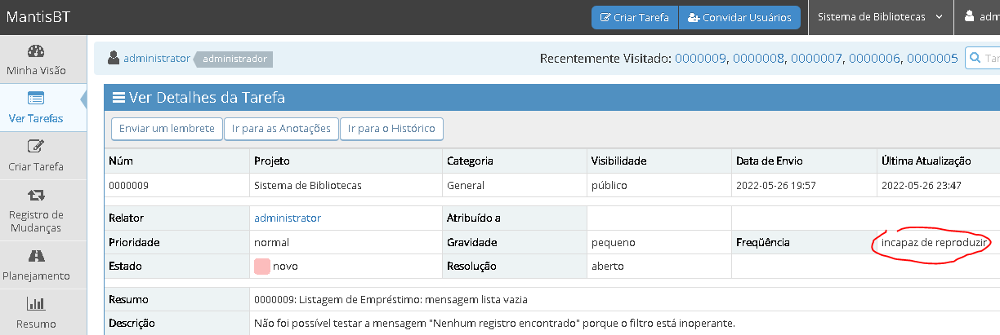 MantisBT Criar Tarefa Convidar Usuários Sistema de Bibliotecas adm
Minha Visão
Ver Tarefas
Criar Tarefa
Registro de
Mudanças
Planejamento
Resumo
administrator administrador Recentemente Visitado: 0000009, 0000008, 0000007, 0000006, 0000005 Tar
Ver Detalhes da Tarefa
Enviar um lembrete Ir para as Anotações Ir para o Histórico
Núm Projeto Categoria Visibilidade Data de Envio Última Atualização
0000009 Sistema de Bibliotecas General público 2022-05-26 19:57 2022-05-26 23:47
Relator administrator Atribuído a
Prioridade normal Gravidade pequeno Freqüência incapaz de reproduzir
Estado novo Resolução aberto
Resumo 0000009: Listagem de Empréstimo: mensagem lista vazia
Descrição Não foi possível testar a mensagem "Nenhum registro encontrado" porque o filtro está inoperante.